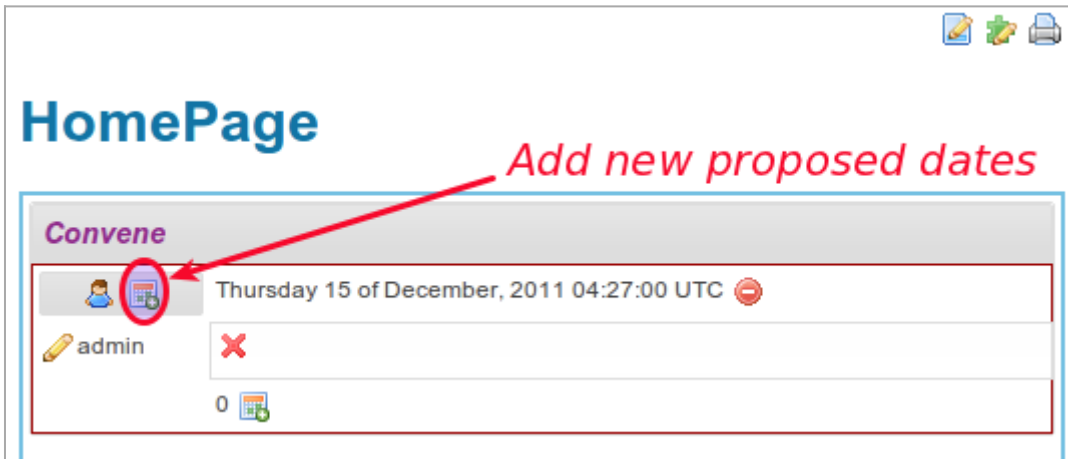 HomePage
Add new proposed dates
Convene
Thursday 15 of December, 2011 04:27:00 UTC
admin
0